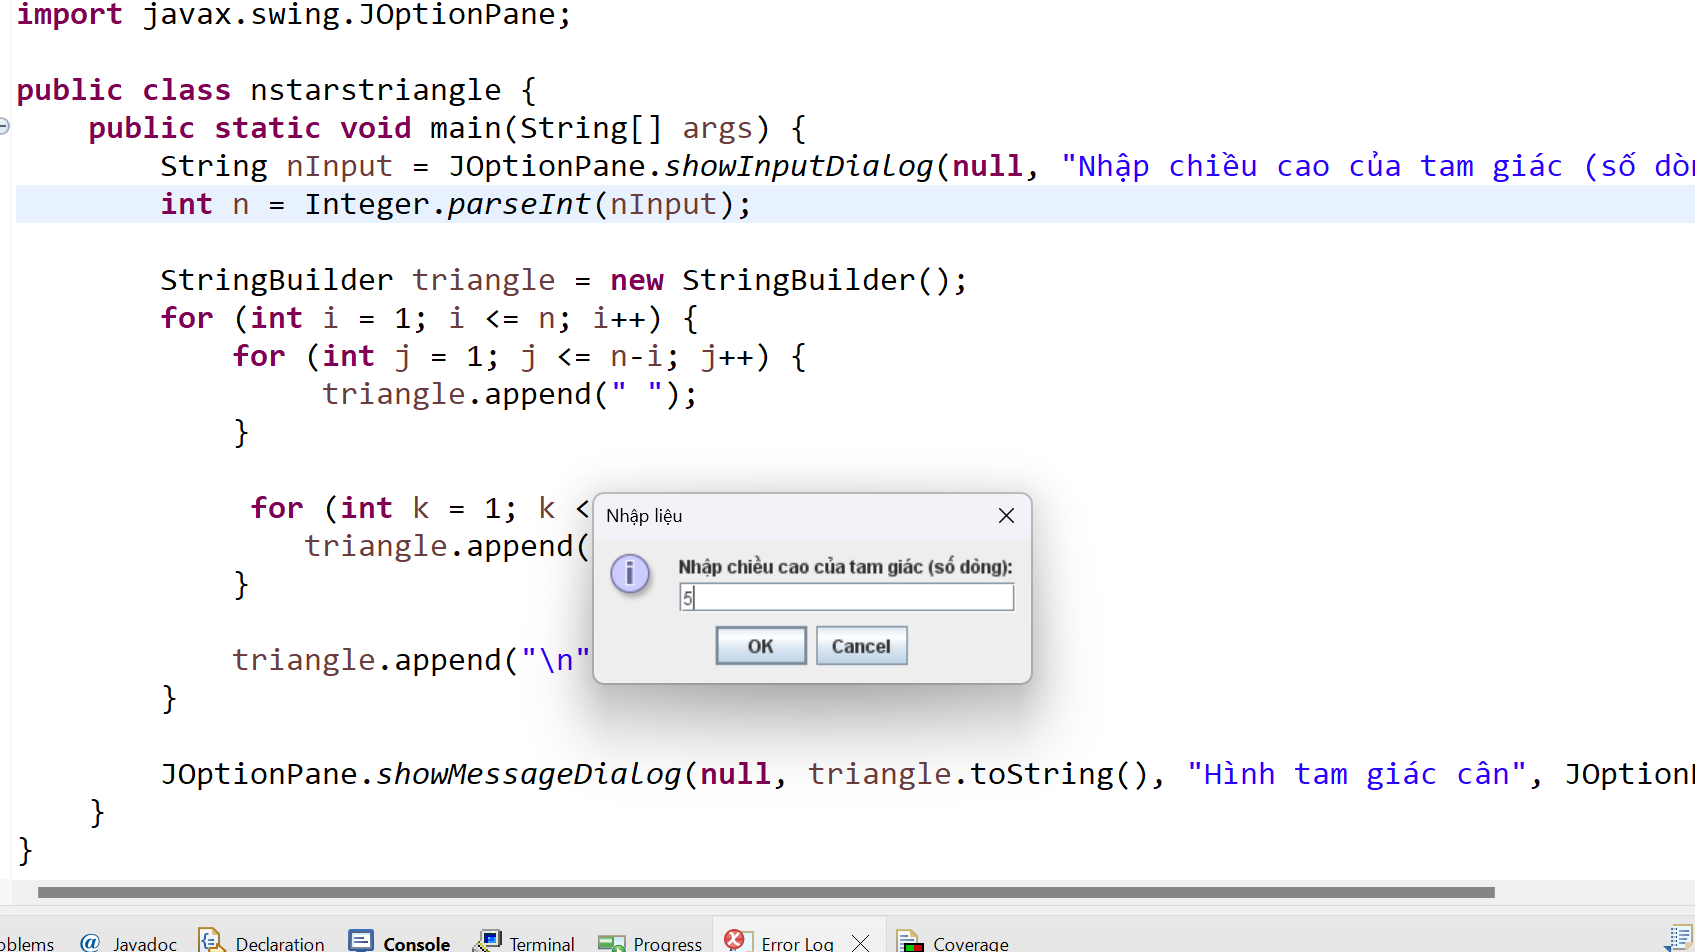 import javax.swing.JOptionPane;
public class nstarstriangle {
public static void main(String[] args) {
String nInput = JOptionPane.showInputDialog(null, "Nhập chiều cao của tam giác (số dòn
int n = Integer.parseInt(nInput);
StringBuilder triangle = new StringBuilder();
for (int i = 1; i <= n; i++) {
for (int j = 1; j <= n-i; j++) {
triangle.append(" ");
}
for (int k = 1; k <
triangle.append(
}
triangle.append("\n"
}
JOptionPane.showMessageDialog(null, triangle.toString(), "Hình tam giác cân", JOption
}
}
Nhập liệu
Nhập chiều cao của tam giác (số dòng):
5
OK Cancel
oblems @ Javadoc Declaration Console Terminal Progress Error Log Coverage